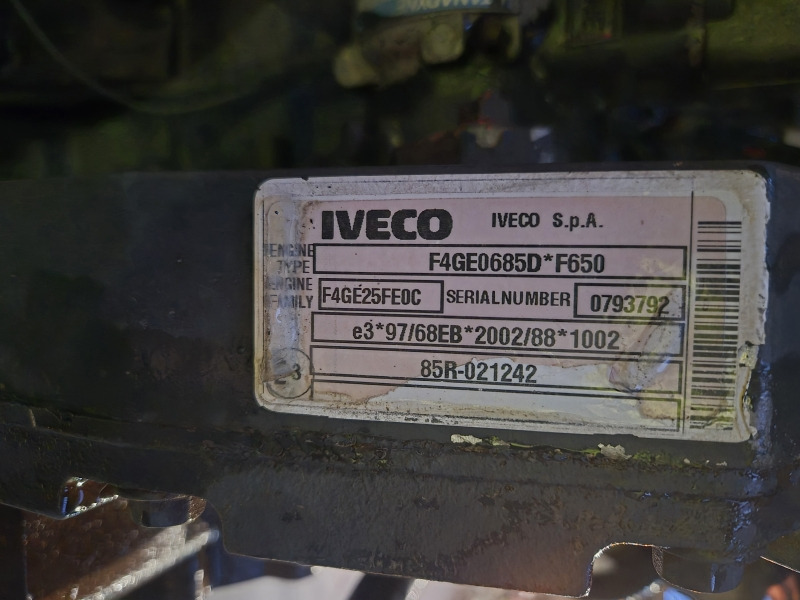 IVECO IVECO S.p.A.
ENGINE TYPE F4GE0685D*F650
ENGINE FAMILY F4GE25FE0C SERIALNUMBER 0793792
e3*97/68EB*2002/88*1002
85R-021242